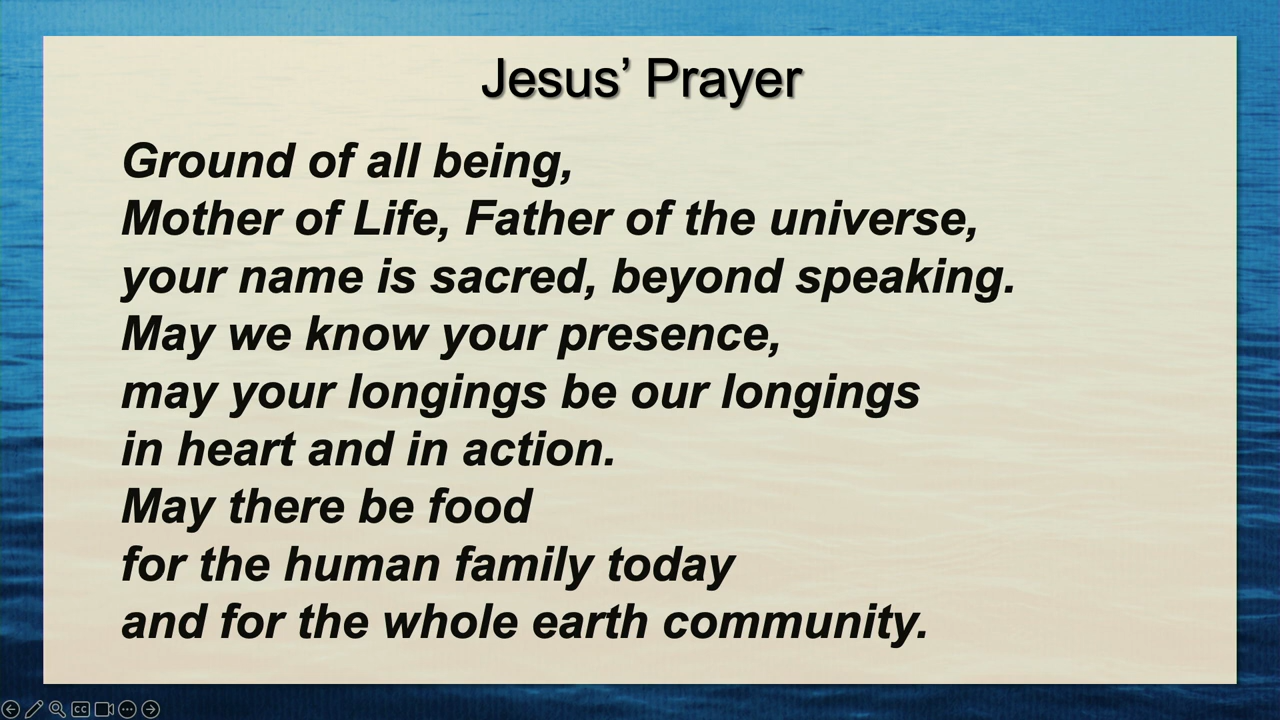 Jesus’ Prayer
Ground of all being,
Mother of Life, Father of the universe,
your name is sacred, beyond speaking.
May we know your presence,
may your longings be our longings
in heart and in action.
May there be food
for the human family today
and for the whole earth community.
CC